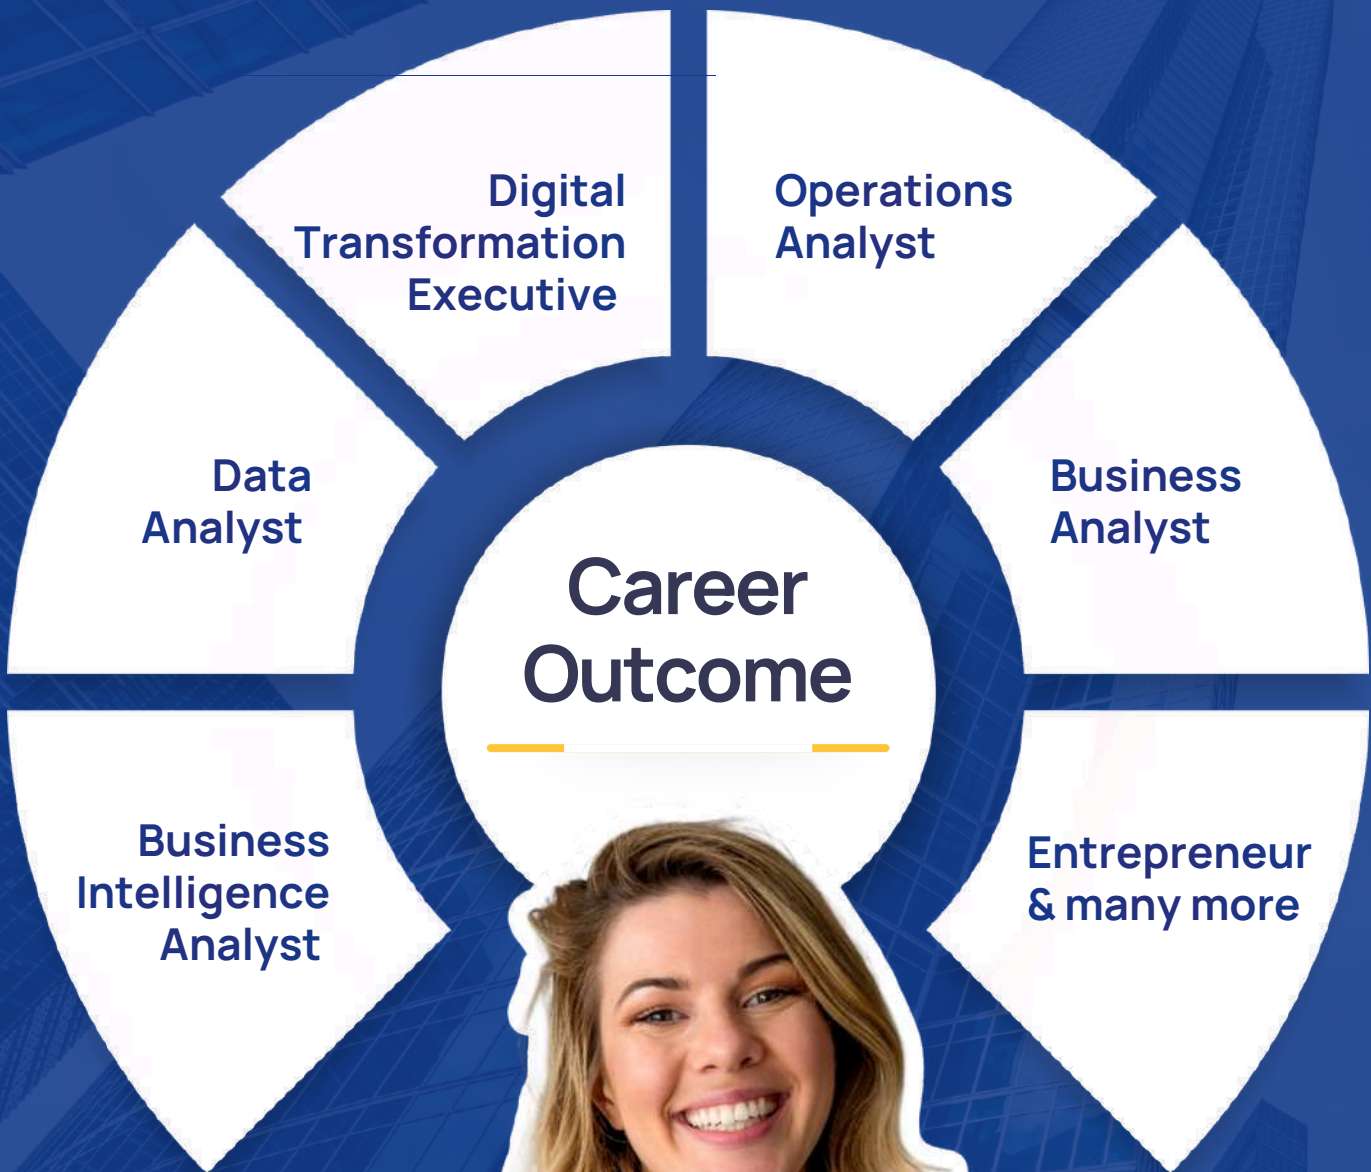 Digital
Transformation
Executive
Operations
Analyst
Data
Analyst
Business
Analyst
Career
Outcome
Business
Intelligence
Analyst
Entrepreneur
& many more